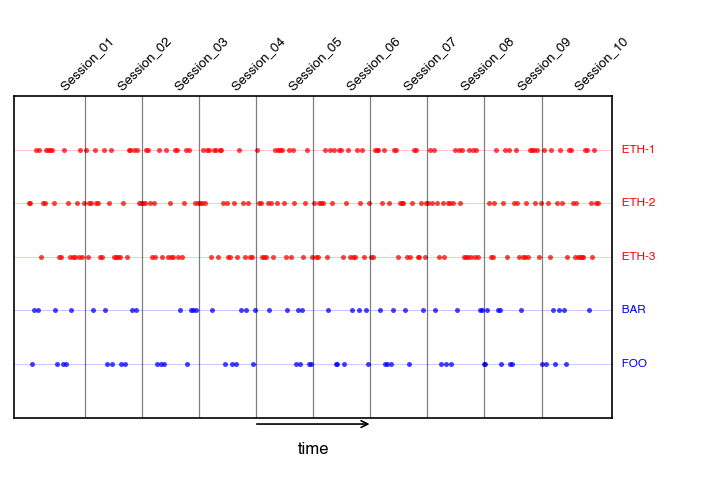 Session_01
Session_02
Session_03
Session_04
Session_05
Session_06
Session_07
Session_08
Session_09
Session_10
ETH-1
ETH-2
ETH-3
BAR
FOO
time